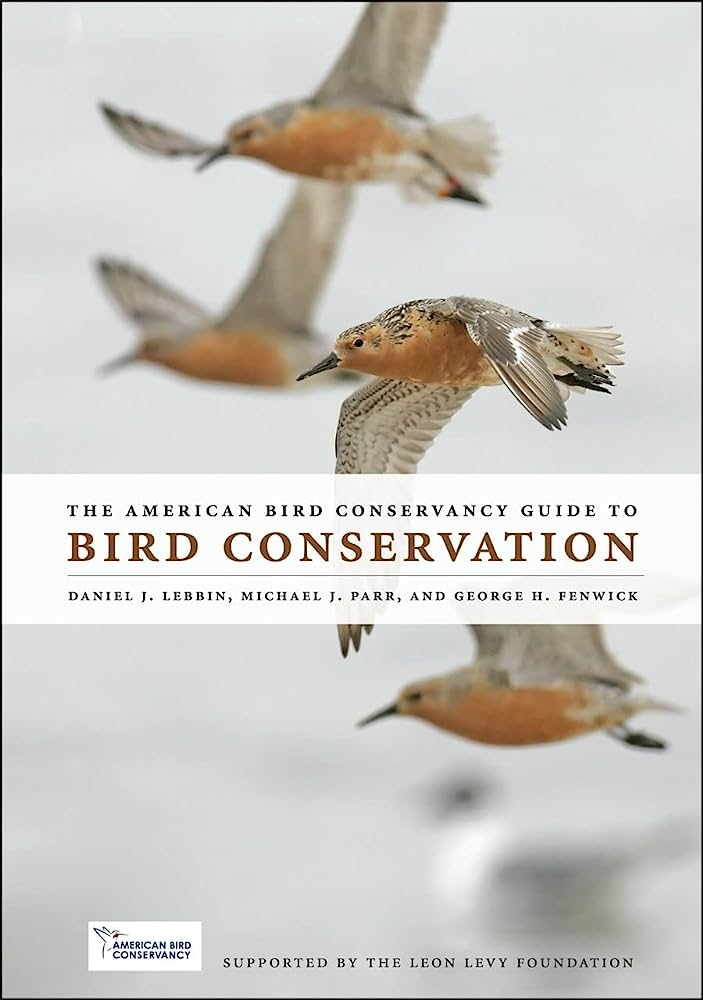 THE AMERICAN BIRD CONSERVANCY GUIDE TO
BIRD CONSERVATION
DANIEL J. LEBBIN, MICHAEL J. PARR, AND GEORGE H. FENWICK
AMERICAN BIRD
CONSERVANCY
SUPPORTED BY THE LEON LEVY FOUNDATION